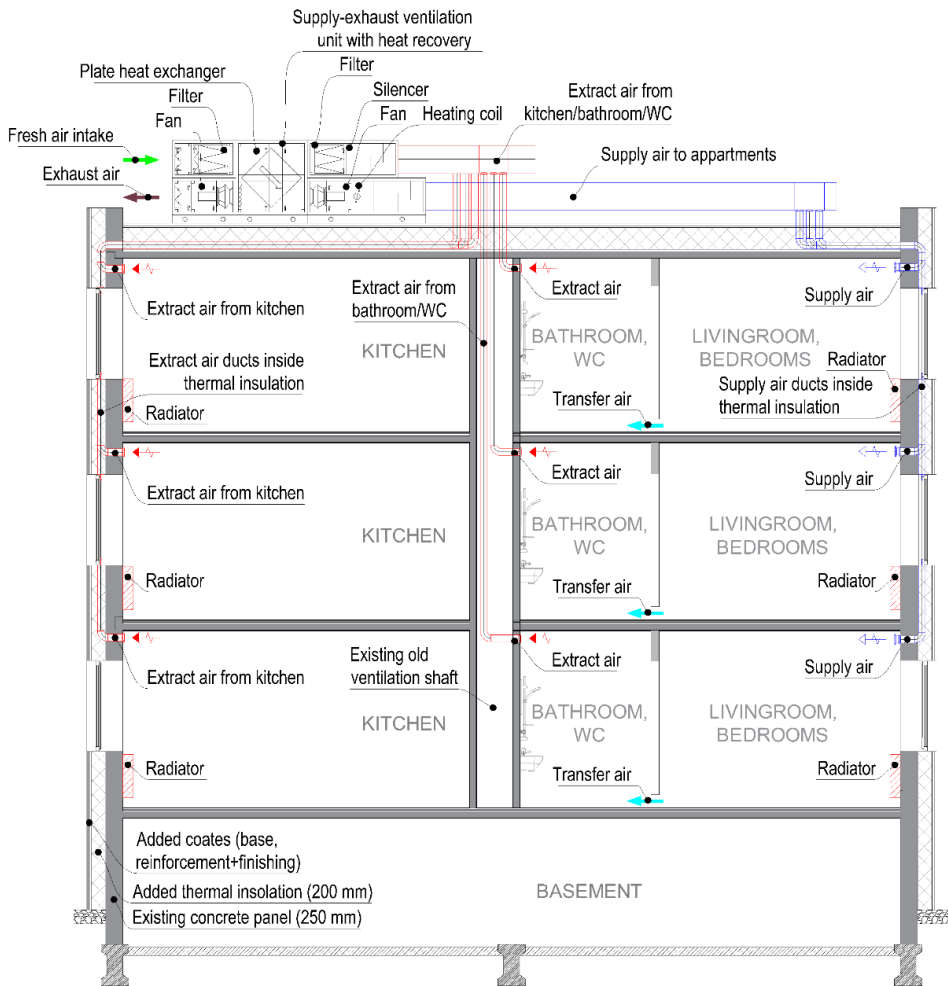 Supply-exhaust ventilation
unit with heat recovery
Plate heat exchanger
Filter
Filter
Silencer
Extract air from
kitchen/bathroom/WC
Fan
Fan
Heating coil
Fresh air intake
Supply air to appartments
Exhaust air
Extract air from kitchen
Extract air from
bathroom/WC
Extract air
Supply air
KITCHEN
BATHROOM,
WC
LIVINGROOM,
BEDROOMS
Extract air ducts inside
thermal insulation
Radiator
Supply air ducts inside
thermal insulation
Radiator
Transfer air
Extract air from kitchen
Extract air
Supply air
KITCHEN
BATHROOM,
WC
LIVINGROOM,
BEDROOMS
Radiator
Transfer air
Radiator
Extract air from kitchen
Existing old
ventilation shaft
Extract air
Supply air
KITCHEN
BATHROOM,
WC
LIVINGROOM,
BEDROOMS
Radiator
Transfer air
Radiator
Added coates (base,
reinforcement+finishing)
Added thermal insolation (200 mm)
Existing concrete panel (250 mm)
BASEMENT